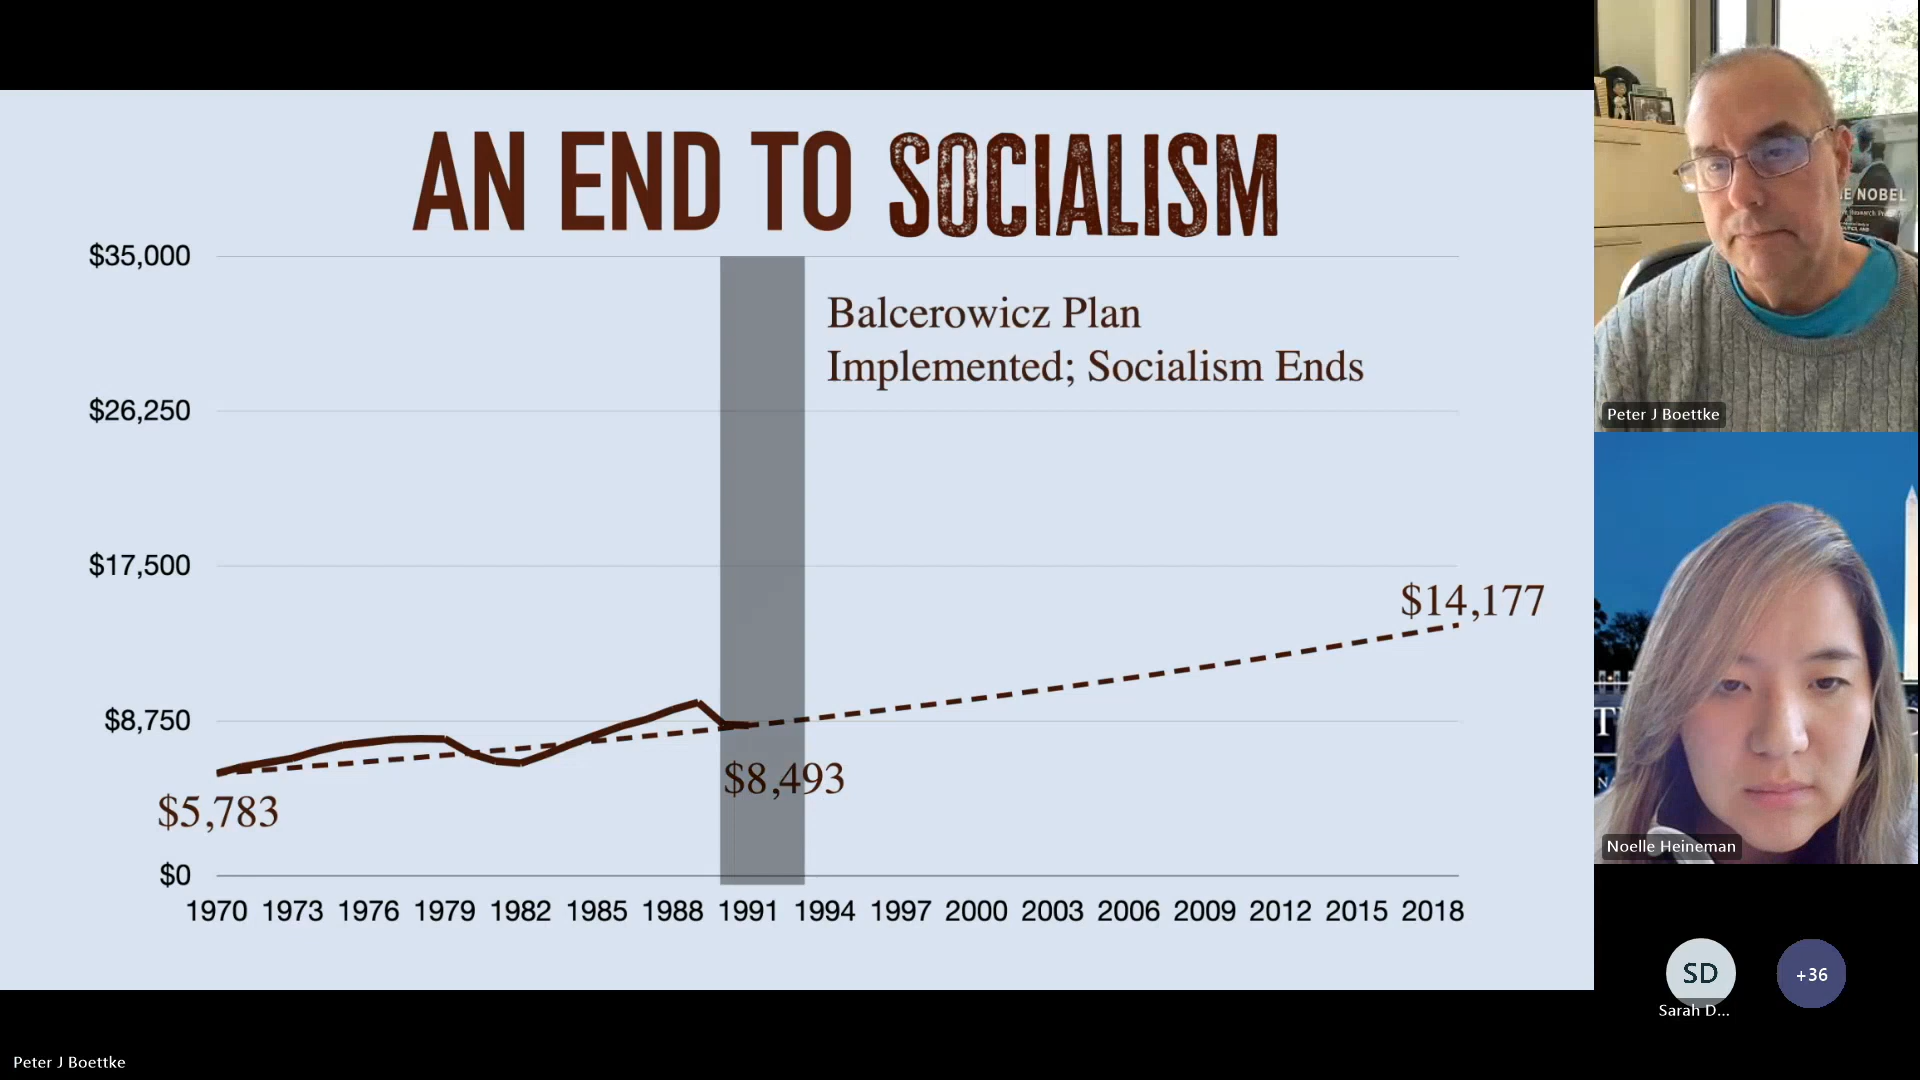 AN END TO SOCIALISM
$35,000
Balcerowicz Plan
Implemented; Socialism Ends
$26,250
$17,500
$14,177
$8,750
$8,493
$5,783
$0
1970 1973 1976 1979 1982 1985 1988 1991 1994 1997 2000 2003 2006 2009 2012 2015 2018
NOBEL
Peter J Boettke
Noelle Heineman
SD
Sarah D...
+36
Peter J Boettke